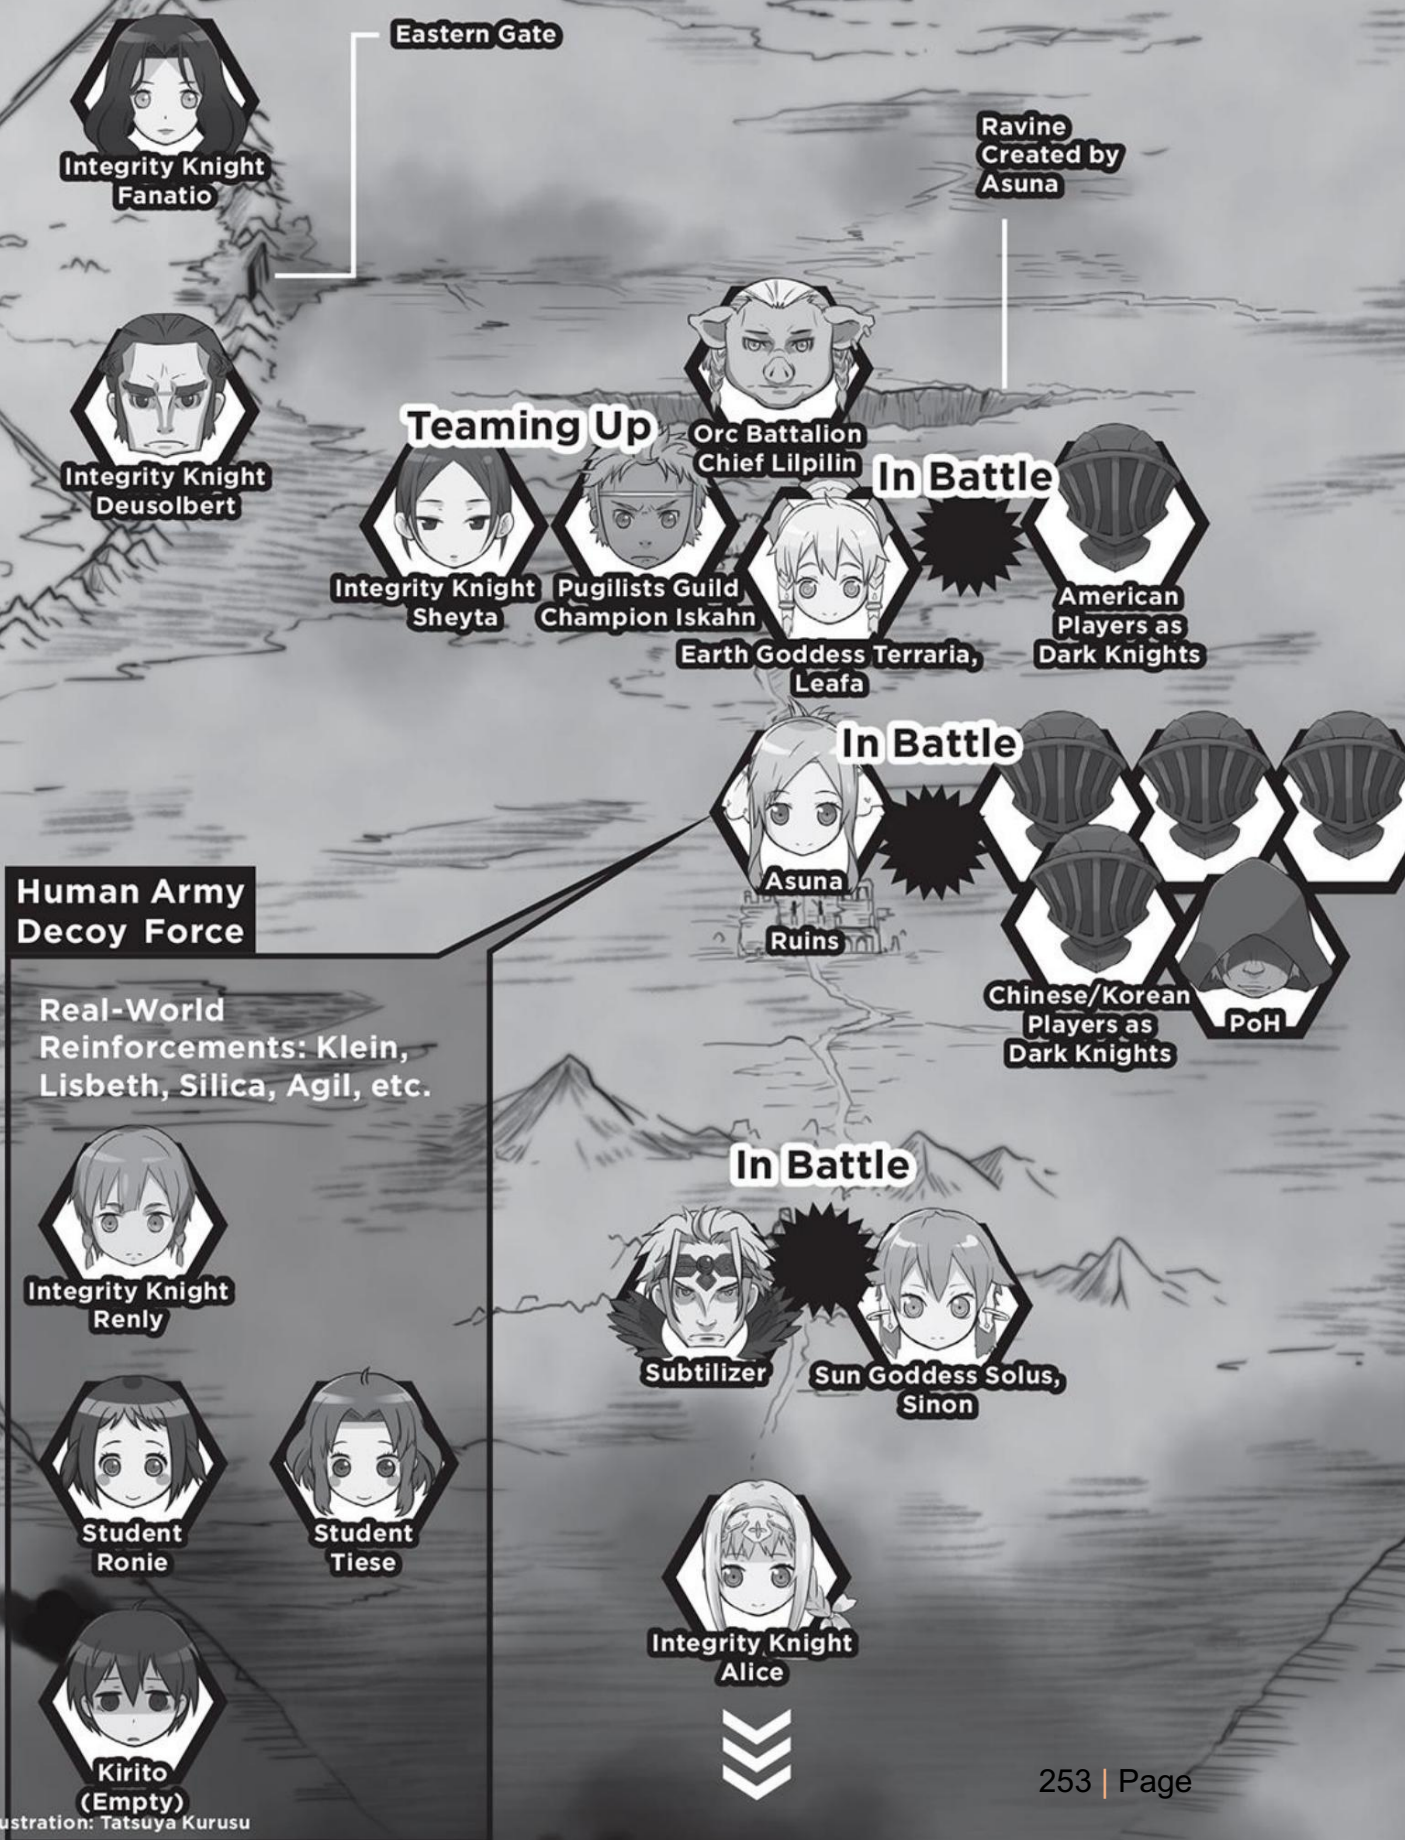 Eastern Gate
Integrity Knight
Fanatio
Ravine
Created by
Asuna
Integrity Knight
Deusolbert
Teaming Up
Orc Battalion
Chief Lilpilin
In Battle
Integrity Knight
Sheyta
Pugilists Guild
Champion Iskahn
Earth Goddess Terraria,
Leafa
American
Players as
Dark Knights
In Battle
Asuna
Ruins
Chinese/Korean
Players as
Dark Knights
PoH
Human Army
Decoy Force
Real-World
Reinforcements: Klein,
Lisbeth, Silica, Agil, etc.
Integrity Knight
Renly
Student
Ronie
Student
Tiese
Kirito
(Empty)
In Battle
Subtilizer
Sun Goddess Solus,
Sinon
Integrity Knight
Alice
253 | Page
ustration: Tatsuya Kurusu